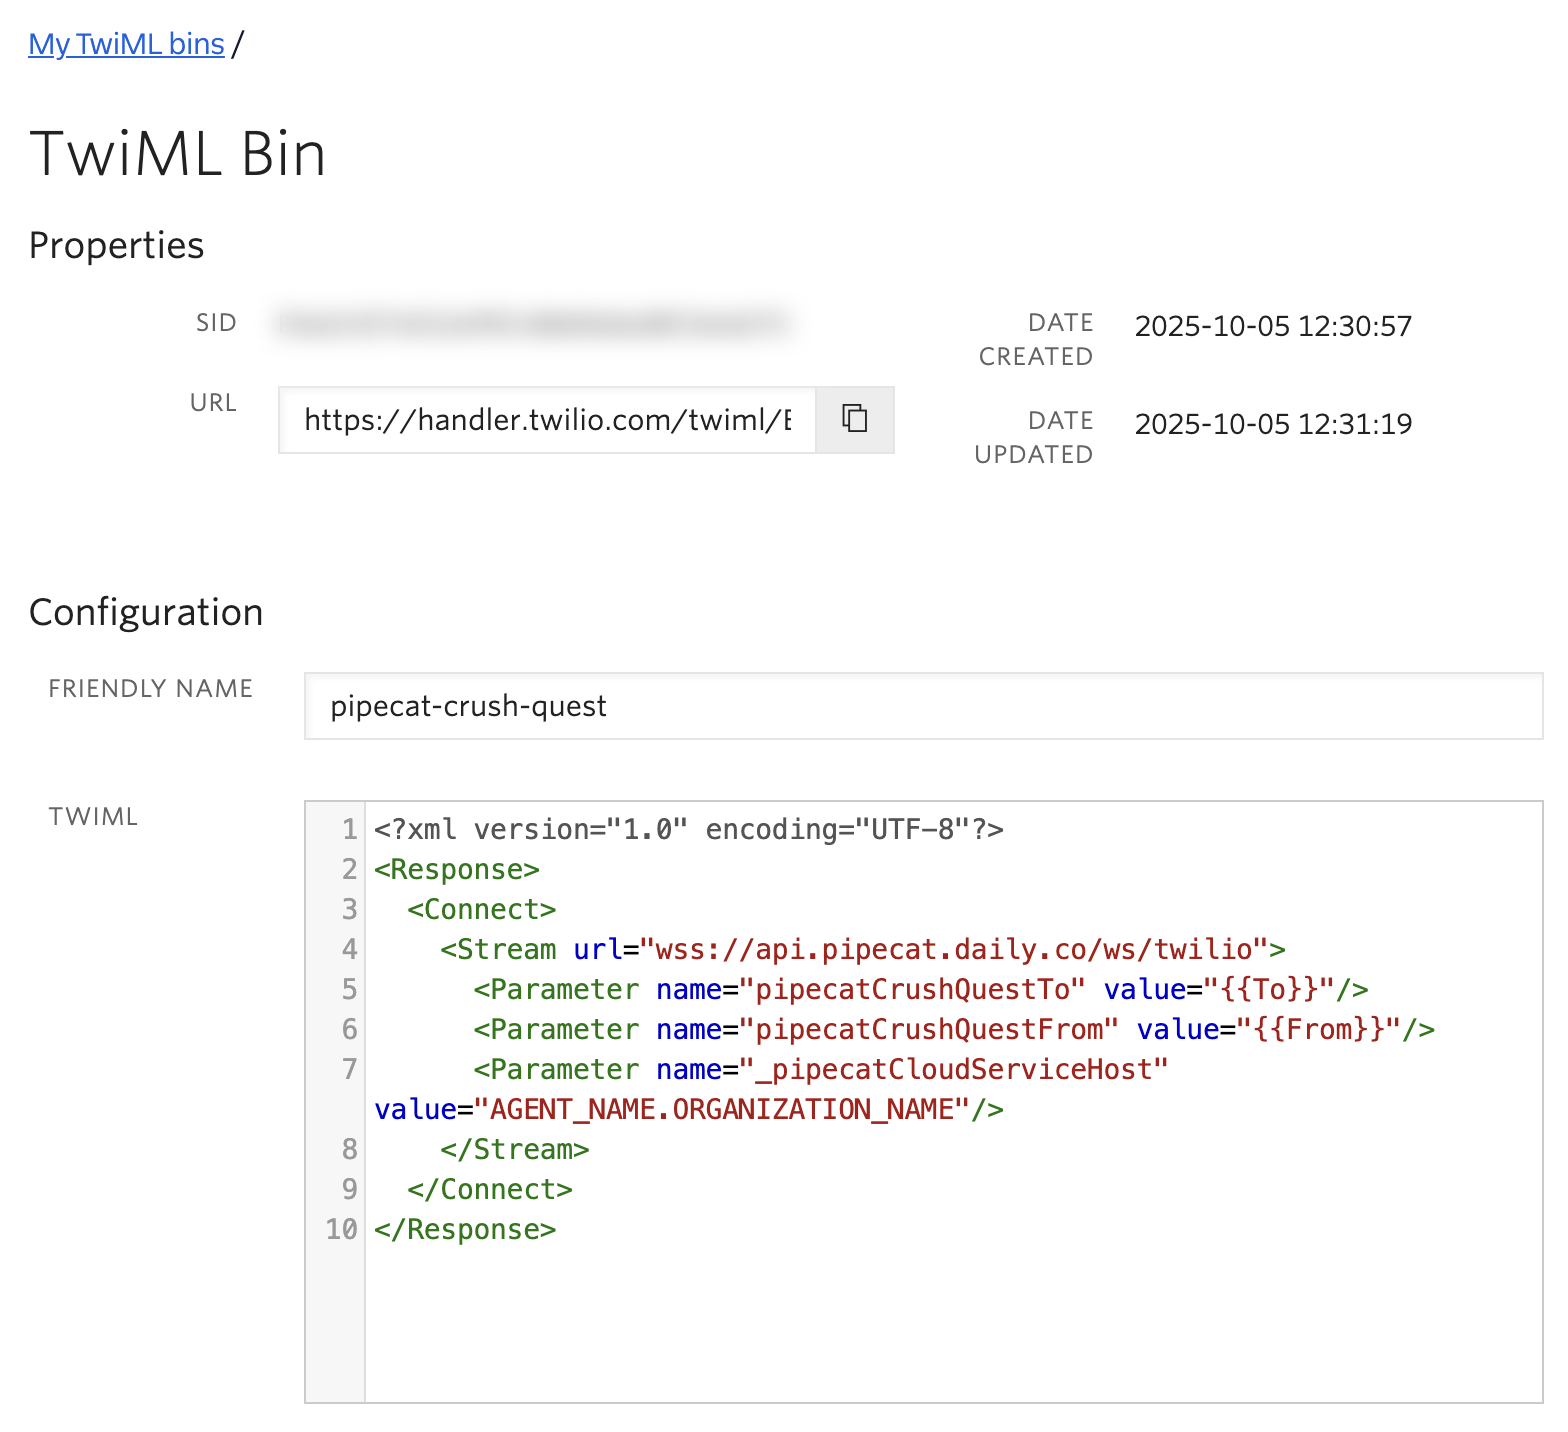 My TwiML bins /
TwiML Bin
Properties
SID
DATE CREATED
2025-10-05 12:30:57
URL
https://handler.twilio.com/twiml/E
DATE UPDATED
2025-10-05 12:31:19
Configuration
FRIENDLY NAME
pipecat-crush-quest
TWIML
1 <?xml version="1.0" encoding="UTF-8"?>
2 <Response>
3   <Connect>
4     <Stream url="wss://api.pipecat.daily.co/ws/twilio">
5       <Parameter name="pipecatCrushQuestTo" value="{{To}}"/>
6       <Parameter name="pipecatCrushQuestFrom" value="{{From}}"/>
7       <Parameter name="_pipecatCloudServiceHost"
value="AGENT_NAME.ORGANIZATION_NAME"/>
8     </Stream>
9   </Connect>
10 </Response>